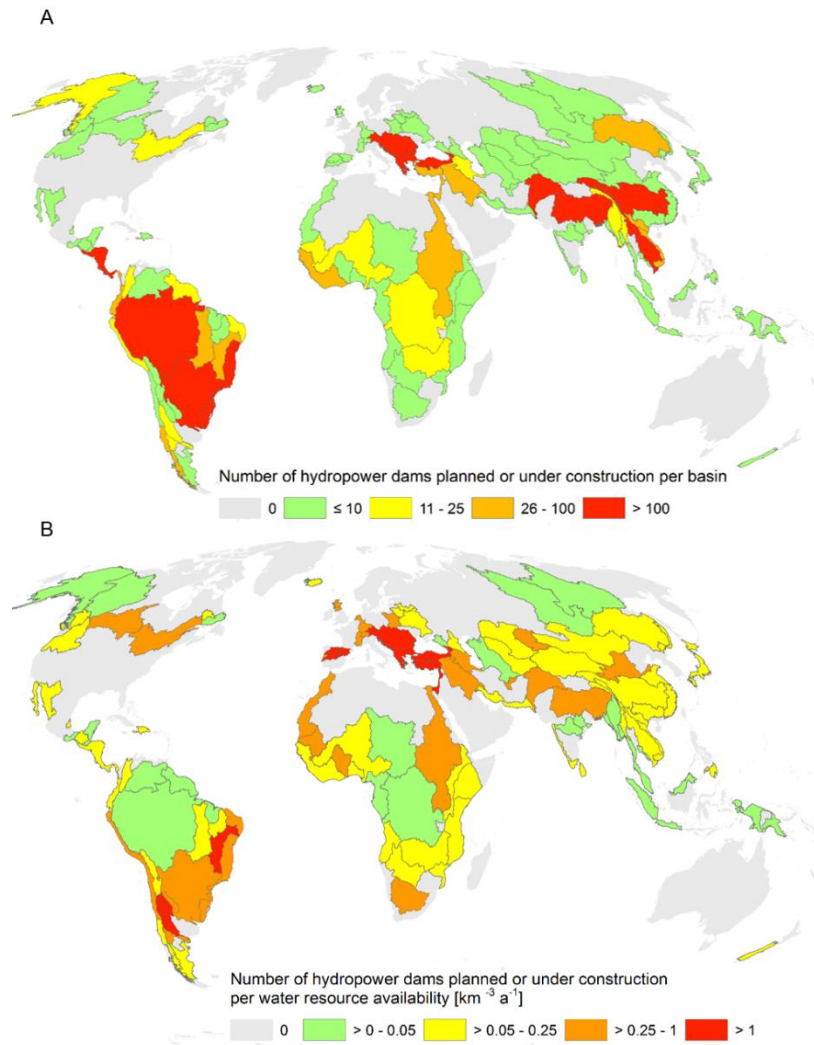 A
Number of hydropower dams planned or under construction per basin
0 ≤ 10 11 - 25 26 - 100 > 100
B
Number of hydropower dams planned or under construction
per water resource availability [km ⁻³ a⁻¹]
0 > 0 - 0.05 > 0.05 - 0.25 > 0.25 - 1 > 1